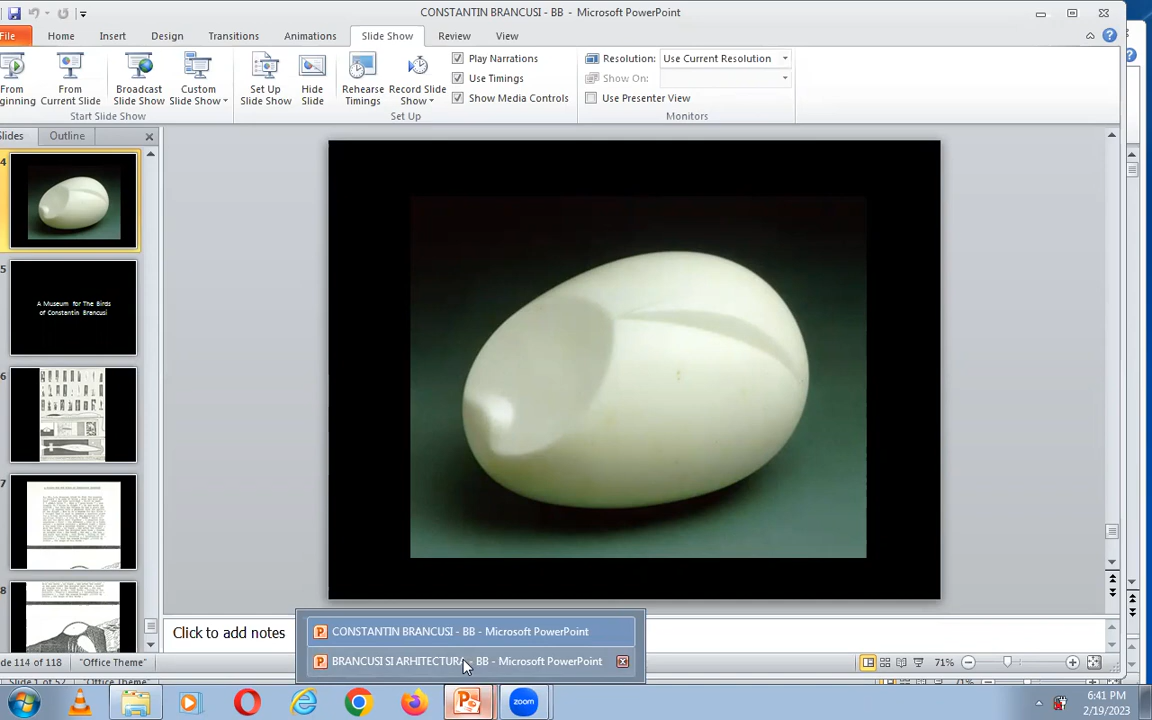 CONSTANTIN BRANCUSI - BB - Microsoft PowerPoint
File Home Insert Design Transitions Animations Slide Show Review View
From Beginning
From Current Slide
Broadcast Slide Show
Custom Slide Show
Start Slide Show
Set Up Slide Show
Hide Slide
Rehearse Timings
Record Slide Show
Play Narrations
Use Timings
Show Media Controls
Set Up
Resolution: Use Current Resolution
Show On:
Use Presenter View
Monitors
Slides Outline
4
5
A Museum for The Birds
of Constantin Brancusi
6
7
8
Click to add notes
CONSTANTIN BRANCUSI - BB - Microsoft PowerPoint
BRANCUSI SI ARHITECTURA - BB - Microsoft PowerPoint
lide 114 of 118 "Office Theme" 71%
zoom
6:41 PM
2/19/2023